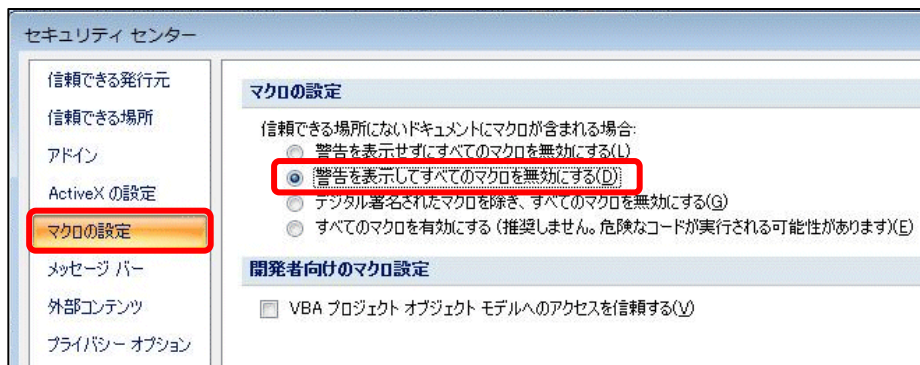 セキュリティ センター
信頼できる発行元
信頼できる場所
アドイン
ActiveX の設定
マクロの設定
メッセージ バー
外部コンテンツ
プライバシー オプション
マクロの設定
信頼できる場所にないドキュメントにマクロが含まれる場合:
警告を表示せずにすべてのマクロを無効にする(L)
警告を表示してすべてのマクロを無効にする(D)
デジタル署名されたマクロを除き、すべてのマクロを無効にする(G)
すべてのマクロを有効にする (推奨しません。危険なコードが実行される可能性があります)(E)
開発者向けのマクロ設定
VBA プロジェクト オブジェクト モデルへのアクセスを信頼する(V)